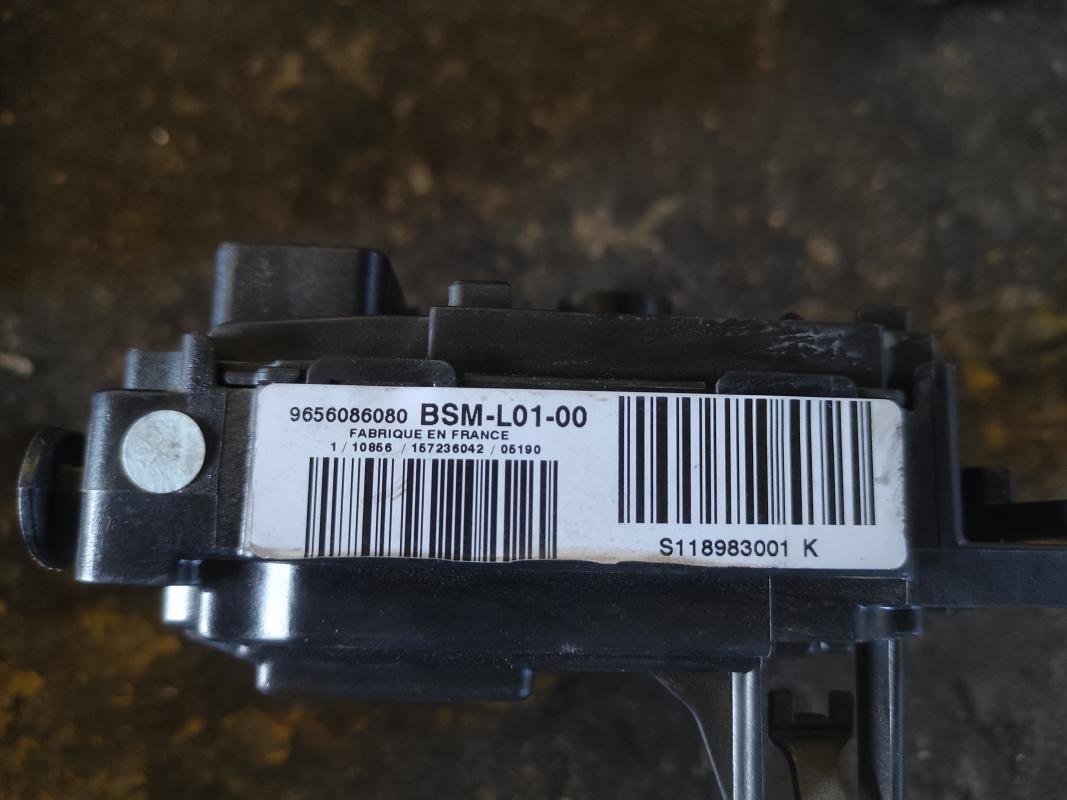 9656086080 BSM-L01-00
FABRIQUE EN FRANCE
1 / 10856 / 157236042 / 05190
S118983001 K